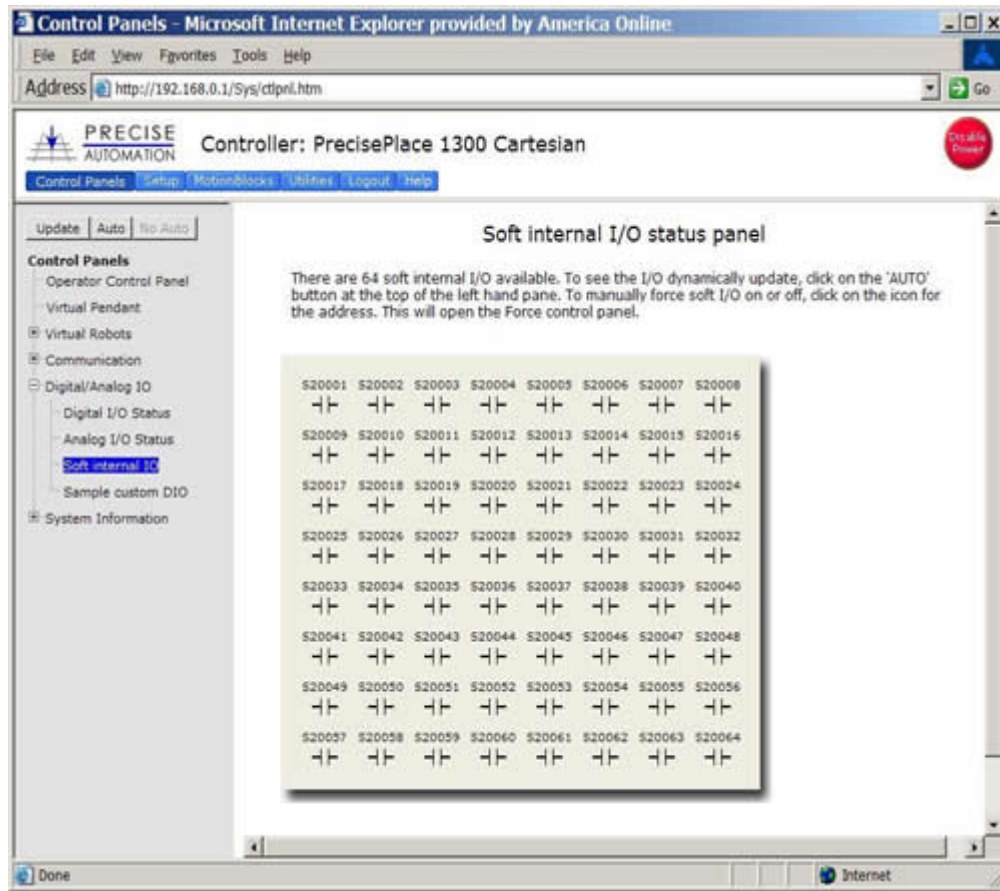 Control Panels - Microsoft Internet Explorer provided by America Online
File Edit View Favorites Tools Help
Address http://192.168.0.1/Sys/ctlpnl.htm Go
PRECISE
AUTOMATION
Controller: PrecisePlace 1300 Cartesian
Disable
Power
Control Panels Setup Motionblocks Utilities Logout Help
Update Auto No Auto
Control Panels
Operator Control Panel
Virtual Pendant
Virtual Robots
Communication
Digital/Analog IO
Digital I/O Status
Analog I/O Status
Soft internal IO
Sample custom DIO
System Information
Soft internal I/O status panel
There are 64 soft internal I/O available. To see the I/O dynamically update, click on the 'AUTO'
button at the top of the left hand pane. To manually force soft I/O on or off, click on the icon for
the address. This will open the Force control panel.
S20001 S20002 S20003 S20004 S20005 S20006 S20007 S20008
S20009 S20010 S20011 S20012 S20013 S20014 S20015 S20016
S20017 S20018 S20019 S20020 S20021 S20022 S20023 S20024
S20025 S20026 S20027 S20028 S20029 S20030 S20031 S20032
S20033 S20034 S20035 S20036 S20037 S20038 S20039 S20040
S20041 S20042 S20043 S20044 S20045 S20046 S20047 S20048
S20049 S20050 S20051 S20052 S20053 S20054 S20055 S20056
S20057 S20058 S20059 S20060 S20061 S20062 S20063 S20064
Done
Internet